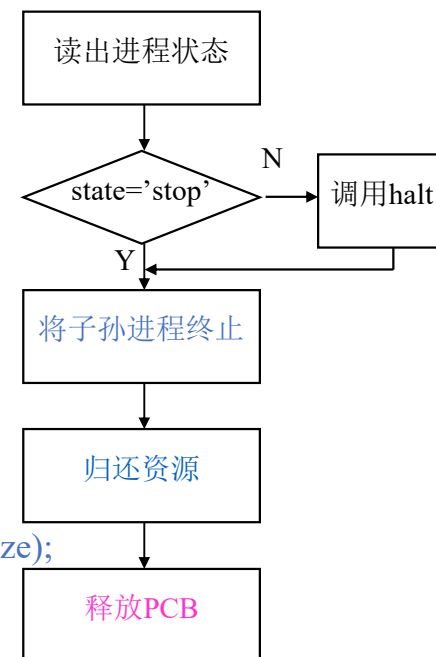 读出进程状态
N
state=’stop’
调用halt
Y
将子孙进程终止
归还资源
ze);
释放PCB